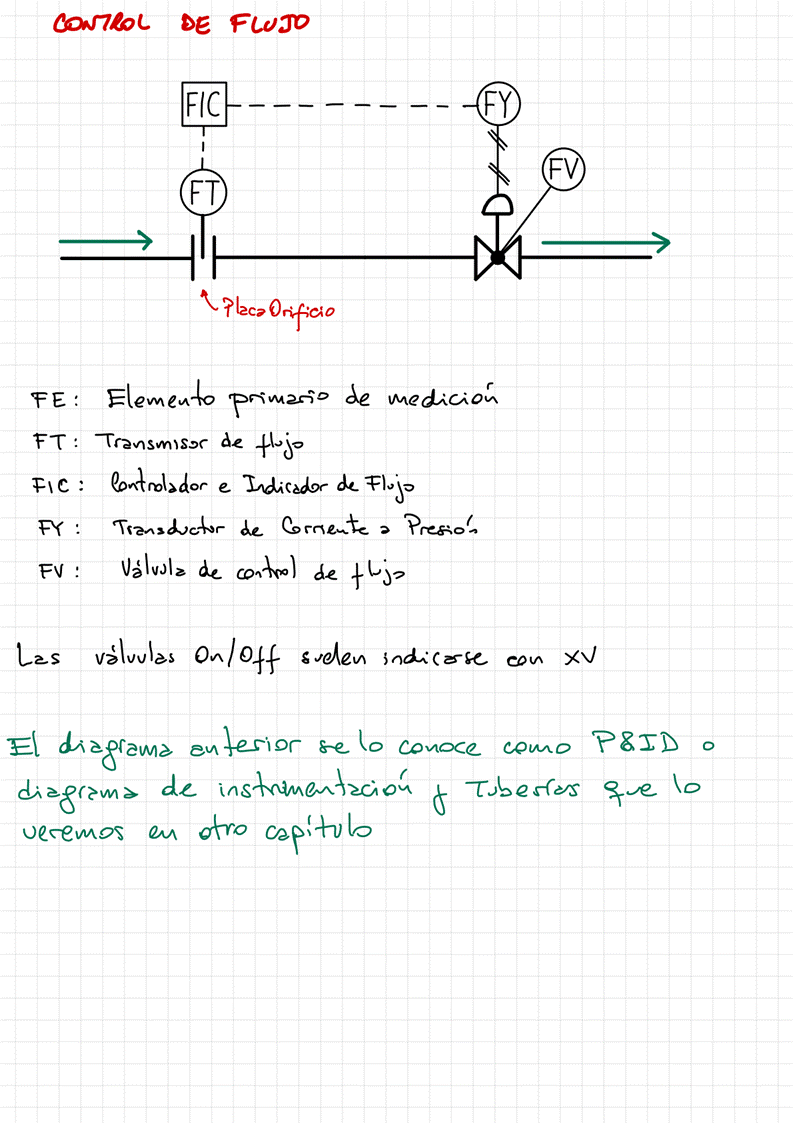 CONTROL DE FLUJO
FIC
FY
FV
FT
Placa Orificio
FE: Elemento primario de medición
FT: Transmisor de flujo
FIC: Controlador e Indicador de Flujo
FY: Transductor de Corriente a Presión
FV: Válvula de control de flujo
Las válvulas On/Off suelen indicarse con XV
El diagrama anterior se lo conoce como P&ID o
diagrama de instrumentación y Tuberías que lo
veremos en otro capítulo